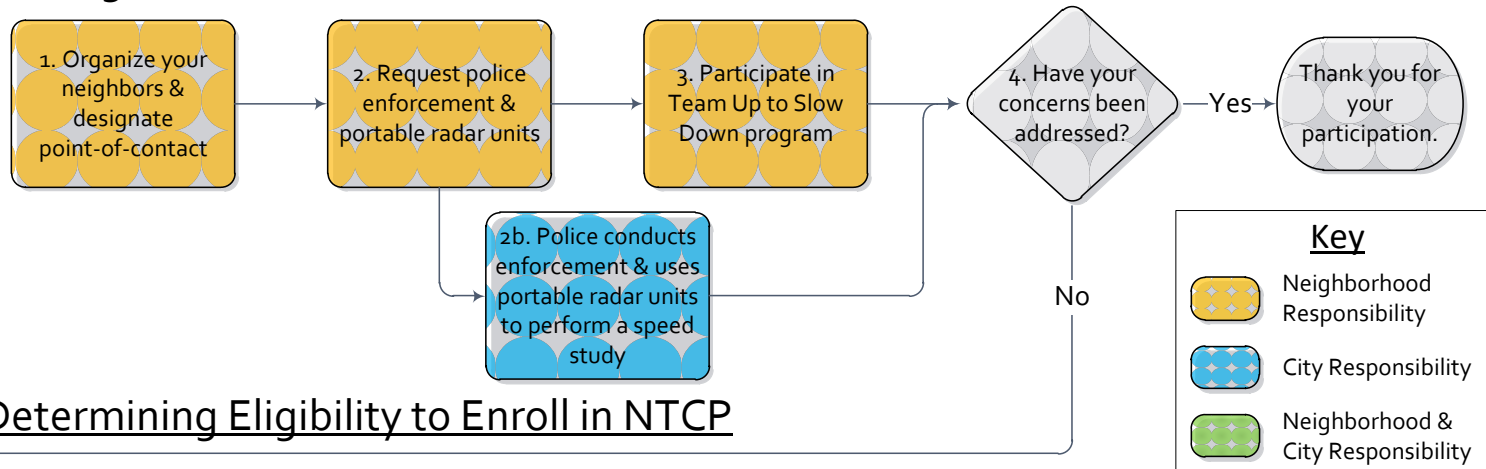 1. Organize your
neighbors &
designate
point-of-contact
2. Request police
enforcement &
portable radar units
3. Participate in
Team Up to Slow
Down program
4. Have your
concerns been
addressed?
Yes
Thank you for
your
participation.
2b. Police conducts
enforcement & uses
portable radar units
to perform a speed
study
No
Key
Neighborhood
Responsibility
City Responsibility
Neighborhood &
City Responsibility
Determining Eligibility to Enroll in NTCP